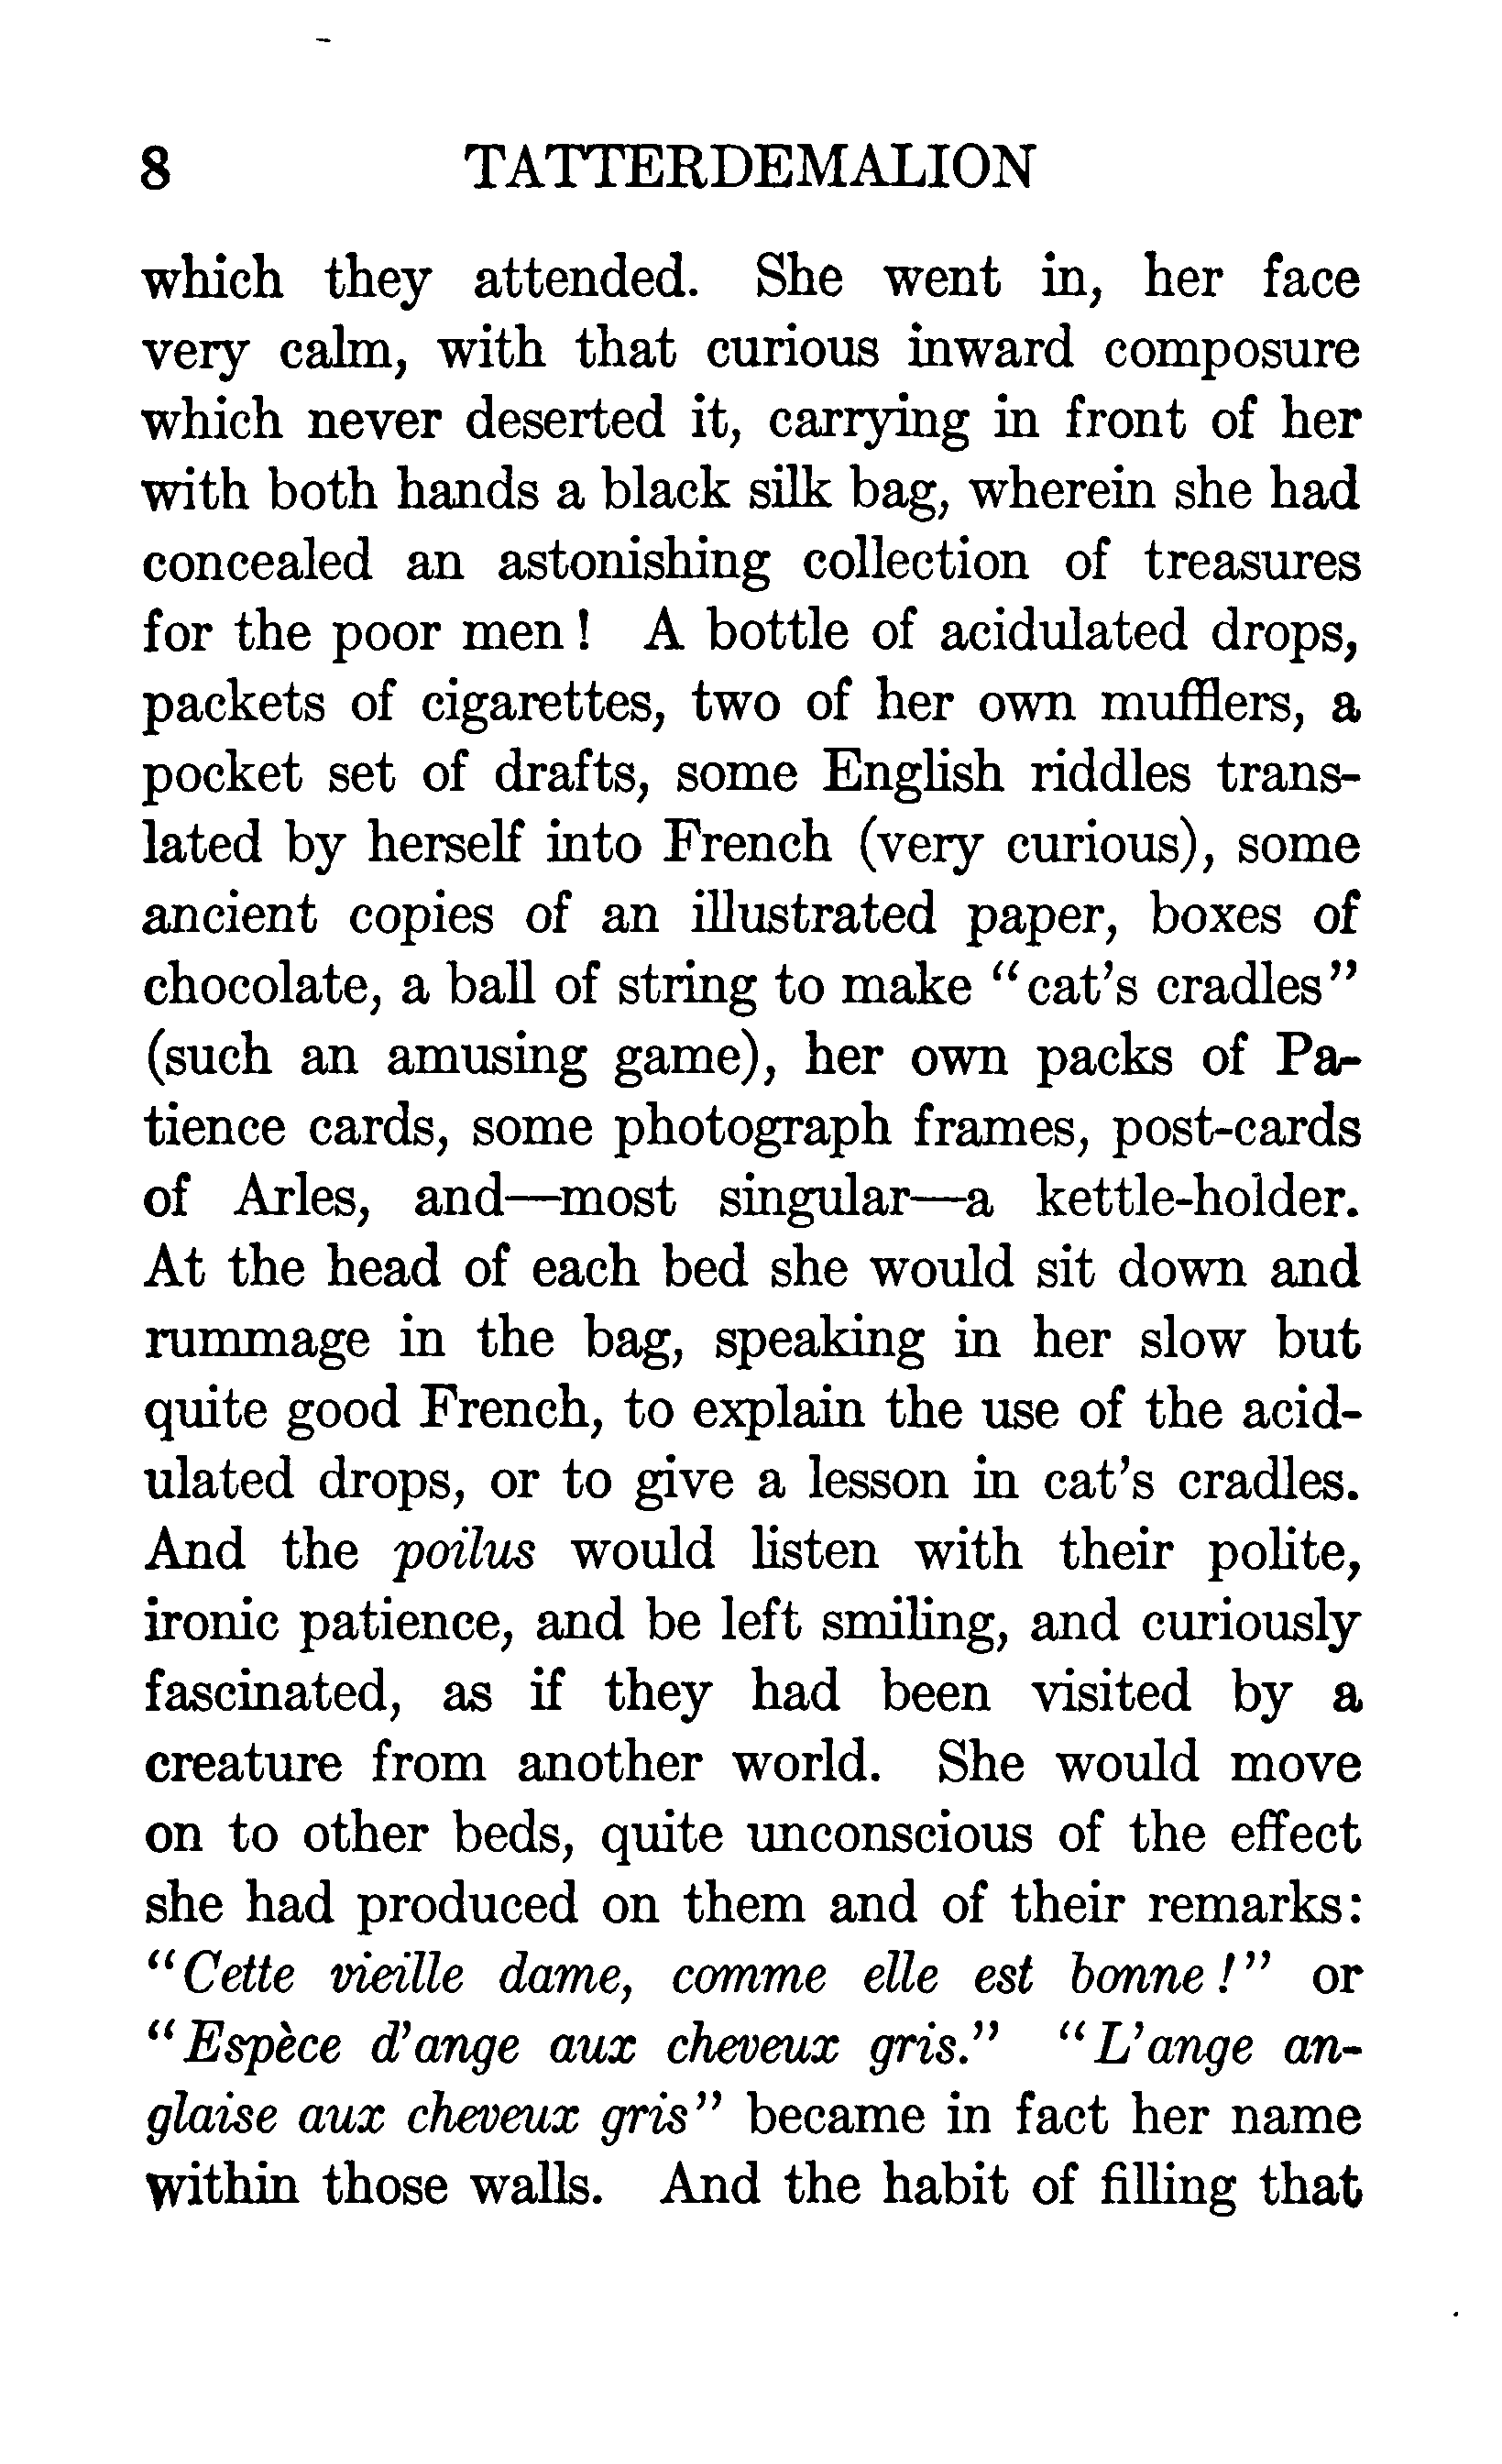 8 TATTERDEMALION
which they attended. She went in, her face
very calm, with that curious inward composure
which never deserted it, carrying in front of her
with both hands a black silk bag, wherein she had
concealed an astonishing collection of treasures
for the poor men! A bottle of acidulated drops,
packets of cigarettes, two of her own mufflers, a
pocket set of drafts, some English riddles trans-
lated by herself into French (very curious), some
ancient copies of an illustrated paper, boxes of
chocolate, a ball of string to make "cat's cradles"
(such an amusing game), her own packs of Pa-
tience cards, some photograph frames, post-cards
of Arles, and—most singular—a kettle-holder.
At the head of each bed she would sit down and
rummage in the bag, speaking in her slow but
quite good French, to explain the use of the acid-
ulated drops, or to give a lesson in cat's cradles.
And the poilus would listen with their polite,
ironic patience, and be left smiling, and curiously
fascinated, as if they had been visited by a
creature from another world. She would move
on to other beds, quite unconscious of the effect
she had produced on them and of their remarks:
"Cette vieille dame, comme elle est bonne!" or
"Espèce d'ange aux cheveux gris." "L'ange an-
glaise aux cheveux gris" became in fact her name
within those walls. And the habit of filling that